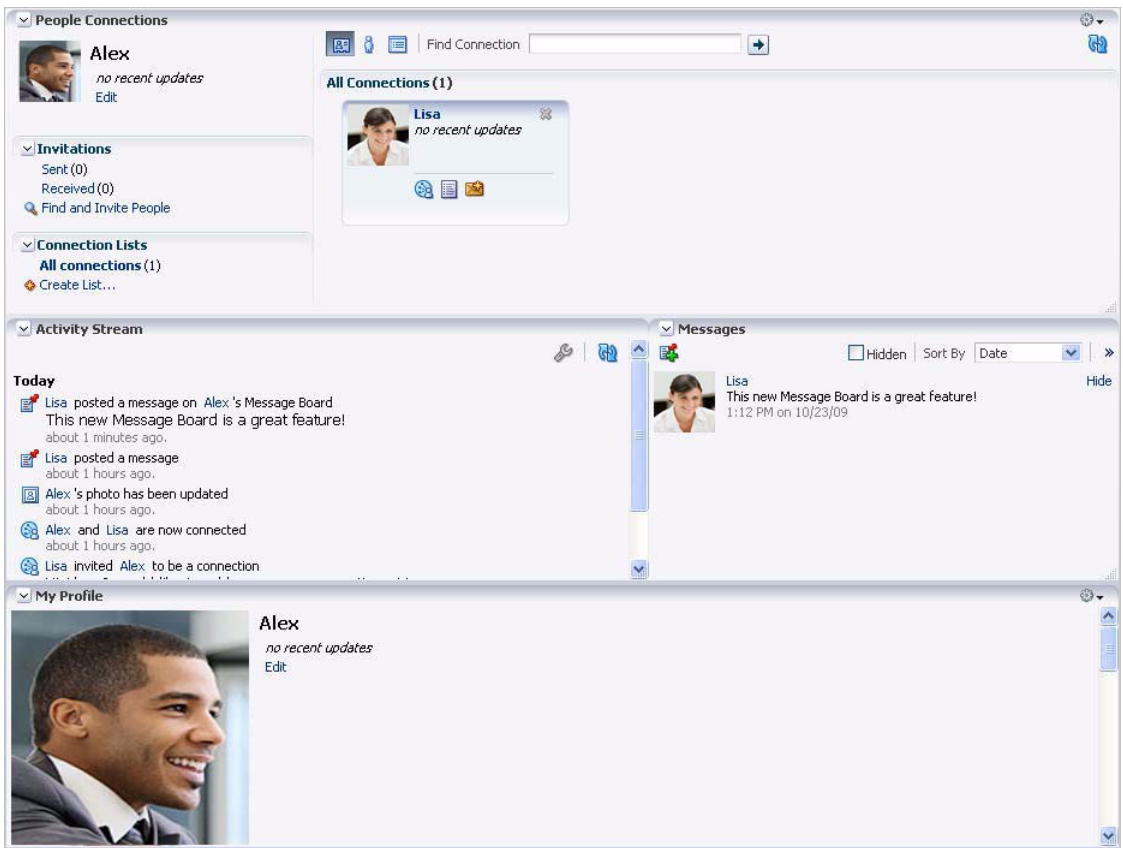 People Connections
Alex
no recent updates
Edit
Find Connection
All Connections (1)
Lisa
no recent updates
Invitations
Sent (0)
Received (0)
Find and Invite People
Connection Lists
All connections (1)
Create List...
Activity Stream
Today
Lisa posted a message on Alex 's Message Board
This new Message Board is a great feature!
about 1 minutes ago.
Lisa posted a message
about 1 hours ago.
Alex 's photo has been updated
about 1 hours ago.
Alex and Lisa are now connected
about 1 hours ago.
Lisa invited Alex to be a connection
Messages
Hidden Sort By Date »
Lisa Hide
This new Message Board is a great feature!
1:12 PM on 10/23/09
My Profile
Alex
no recent updates
Edit